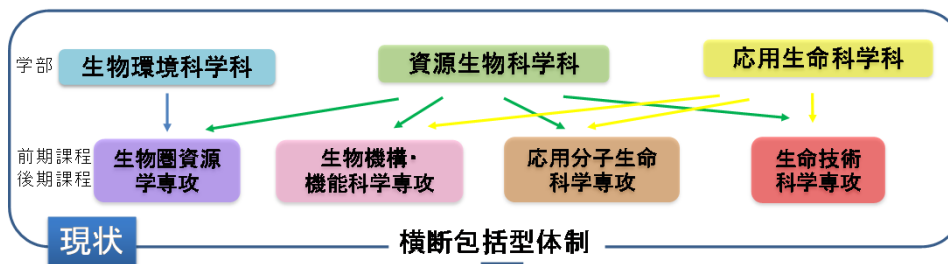 学部
生物環境科学科
資源生物科学科
応用生命科学科
前期課程
後期課程
生物圏資源
学専攻
生物機構・
機能科学専攻
応用分子生命
科学専攻
生命技術
科学専攻
現状
横断包括型体制